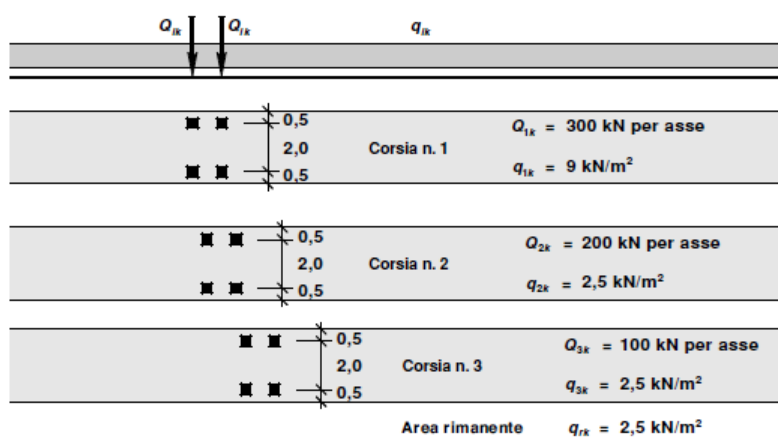 Qlk Qlk qlk
0,5
2,0 Corsia n. 1
0,5
Q1k = 300 kN per asse
q1k = 9 kN/m²
0,5
2,0 Corsia n. 2
0,5
Q2k = 200 kN per asse
q2k = 2,5 kN/m²
0,5
2,0 Corsia n. 3
0,5
Q3k = 100 kN per asse
q3k = 2,5 kN/m²
Area rimanente qrk = 2,5 kN/m²